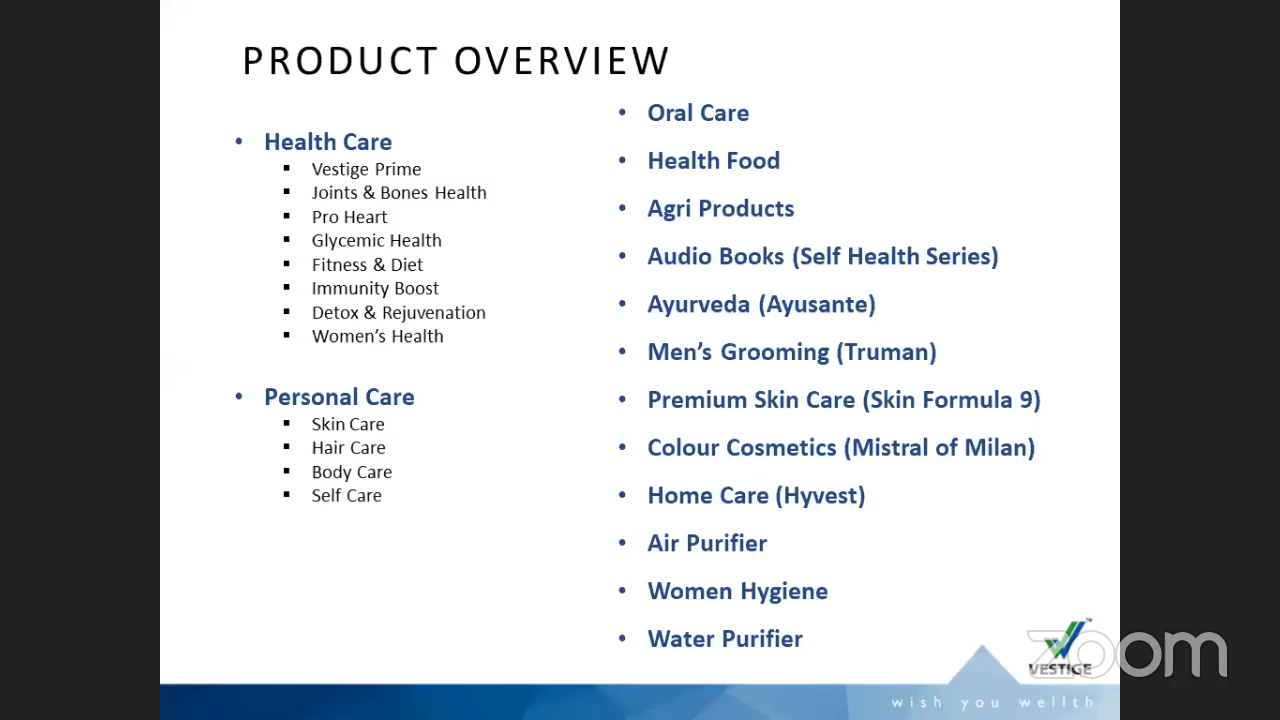 PRODUCT OVERVIEW
• Health Care
▪ Vestige Prime
▪ Joints & Bones Health
▪ Pro Heart
▪ Glycemic Health
▪ Fitness & Diet
▪ Immunity Boost
▪ Detox & Rejuvenation
▪ Women’s Health
• Personal Care
▪ Skin Care
▪ Hair Care
▪ Body Care
▪ Self Care
• Oral Care
• Health Food
• Agri Products
• Audio Books (Self Health Series)
• Ayurveda (Ayusante)
• Men’s Grooming (Truman)
• Premium Skin Care (Skin Formula 9)
• Colour Cosmetics (Mistral of Milan)
• Home Care (Hyvest)
• Air Purifier
• Women Hygiene
• Water Purifier
TM
zoom
VESTIGE
wish you wellth